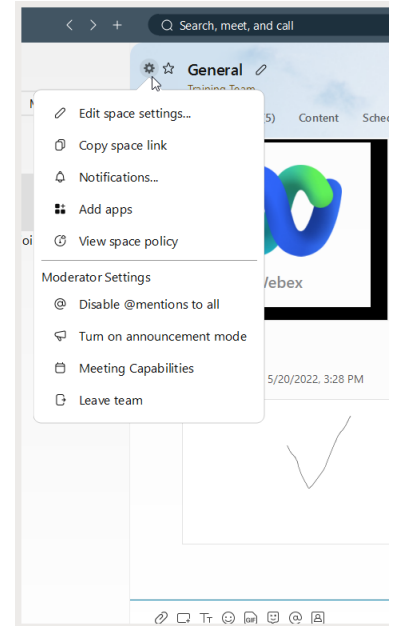 Search, meet, and call
General
Training Team
Edit space settings...
5)
Content
Sched
Copy space link
Notifications...
Add apps
View space policy
oi
Moderator Settings
Webex
Disable @mentions to all
Turn on announcement mode
Meeting Capabilities
5/20/2022, 3:28 PM
Leave team